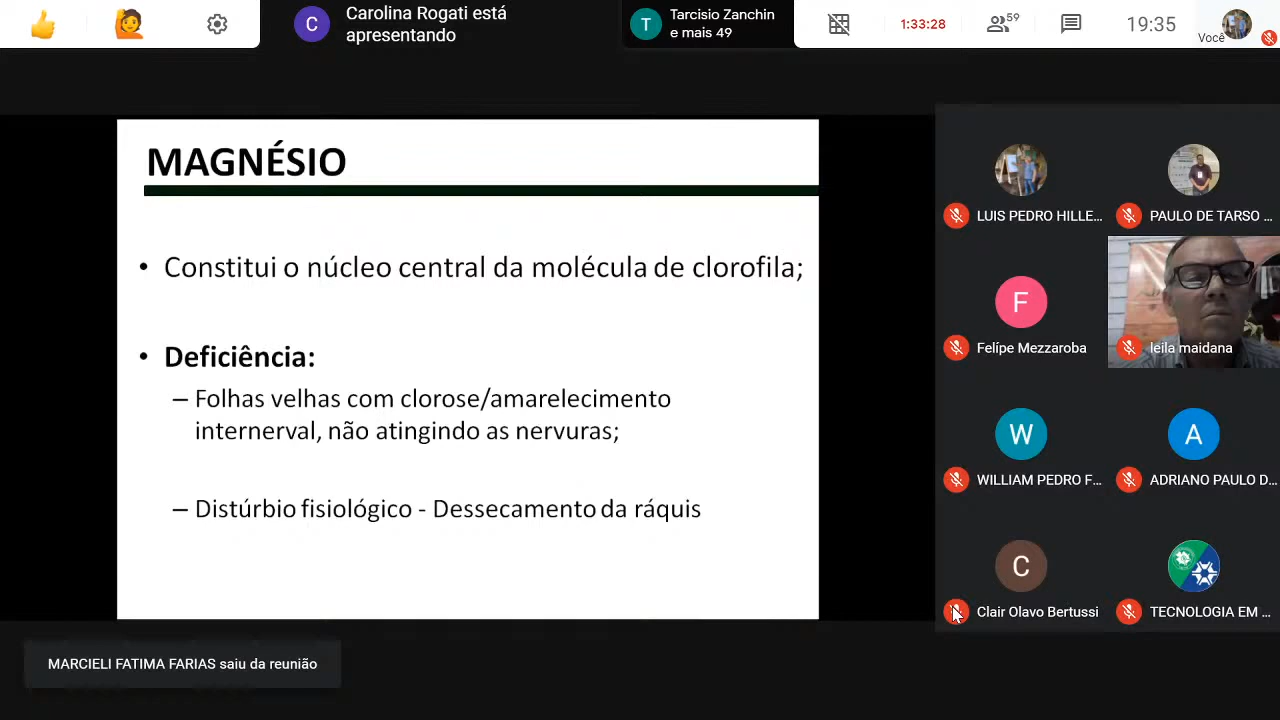 C
Carolina Rogati está
apresentando
T
Tarcisio Zanchin
e mais 49
1:33:28
59
19:35
Você
MAGNÉSIO
• Constitui o núcleo central da molécula de clorofila;
• Deficiência:
– Folhas velhas com clorose/amarelecimento
internerval, não atingindo as nervuras;
– Distúrbio fisiológico - Dessecamento da ráquis
LUIS PEDRO HILLE...
PAULO DE TARSO ...
F
Felípe Mezzaroba
leila maidana
W
WILLIAM PEDRO F...
A
ADRIANO PAULO D...
C
Clair Olavo Bertussi
TECNOLOGIA EM ...
MARCIELI FATIMA FARIAS saiu da reunião